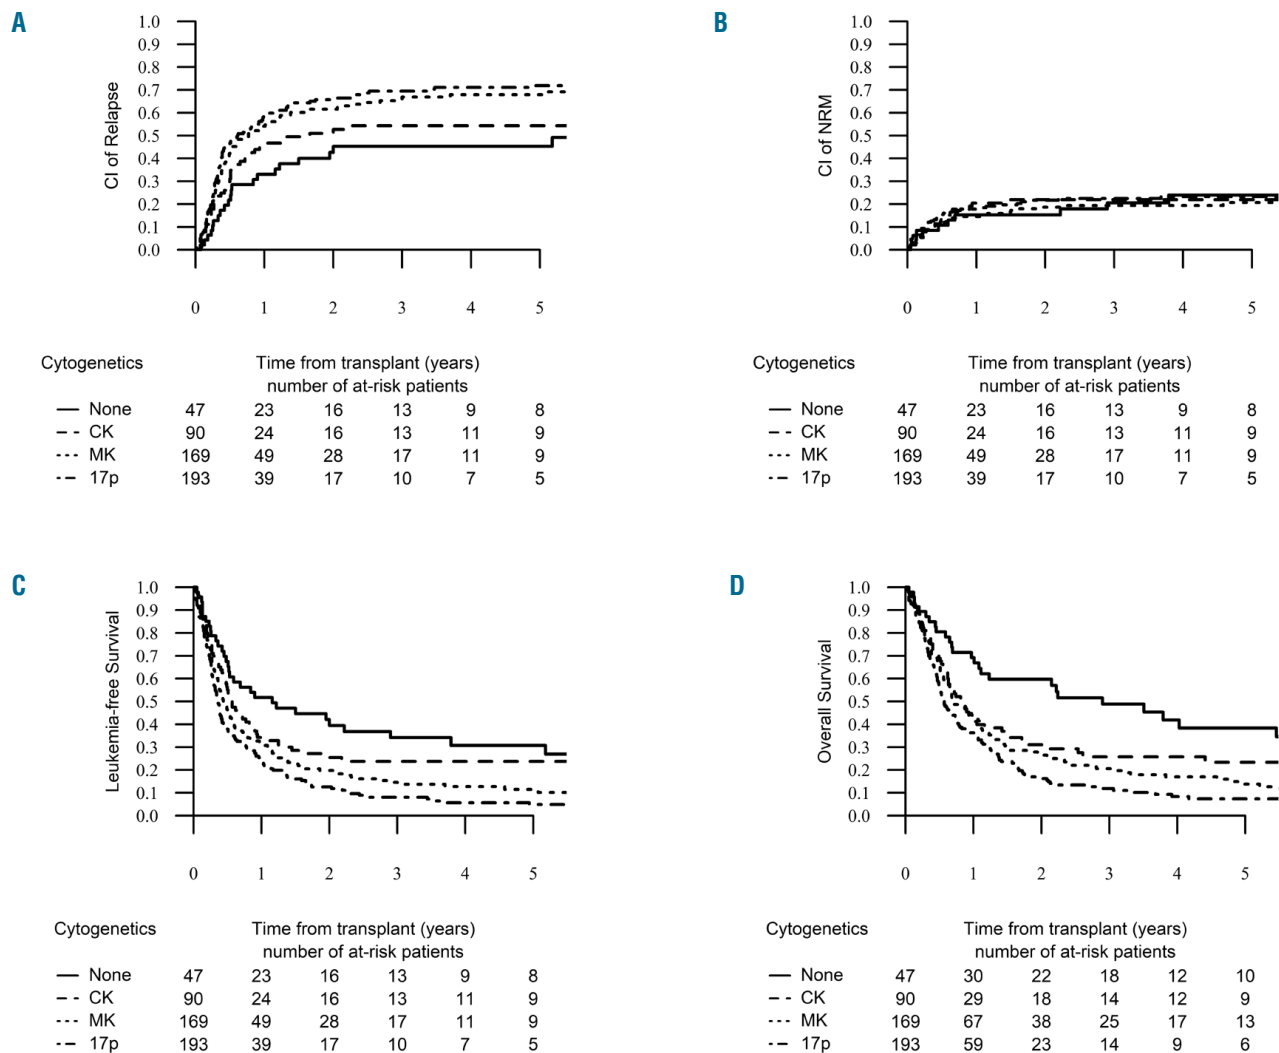 A
CI of Relapse
1.0
0.9
0.8
0.7
0.6
0.5
0.4
0.3
0.2
0.1
0.0
0 1 2 3 4 5
Cytogenetics Time from transplant (years)
number of at-risk patients
None 47 23 16 13 9 8
CK 90 24 16 13 11 9
MK 169 49 28 17 11 9
17p 193 39 17 10 7 5
B
CI of NRM
1.0
0.9
0.8
0.7
0.6
0.5
0.4
0.3
0.2
0.1
0.0
0 1 2 3 4 5
Cytogenetics Time from transplant (years)
number of at-risk patients
None 47 23 16 13 9 8
CK 90 24 16 13 11 9
MK 169 49 28 17 11 9
17p 193 39 17 10 7 5
C
Leukemia-free Survival
1.0
0.9
0.8
0.7
0.6
0.5
0.4
0.3
0.2
0.1
0.0
0 1 2 3 4 5
Cytogenetics Time from transplant (years)
number of at-risk patients
None 47 23 16 13 9 8
CK 90 24 16 13 11 9
MK 169 49 28 17 11 9
17p 193 39 17 10 7 5
D
Overall Survival
1.0
0.9
0.8
0.7
0.6
0.5
0.4
0.3
0.2
0.1
0.0
0 1 2 3 4 5
Cytogenetics Time from transplant (years)
number of at-risk patients
None 47 30 22 18 12 10
CK 90 29 18 14 12 9
MK 169 67 38 25 17 13
17p 193 59 23 14 9 6